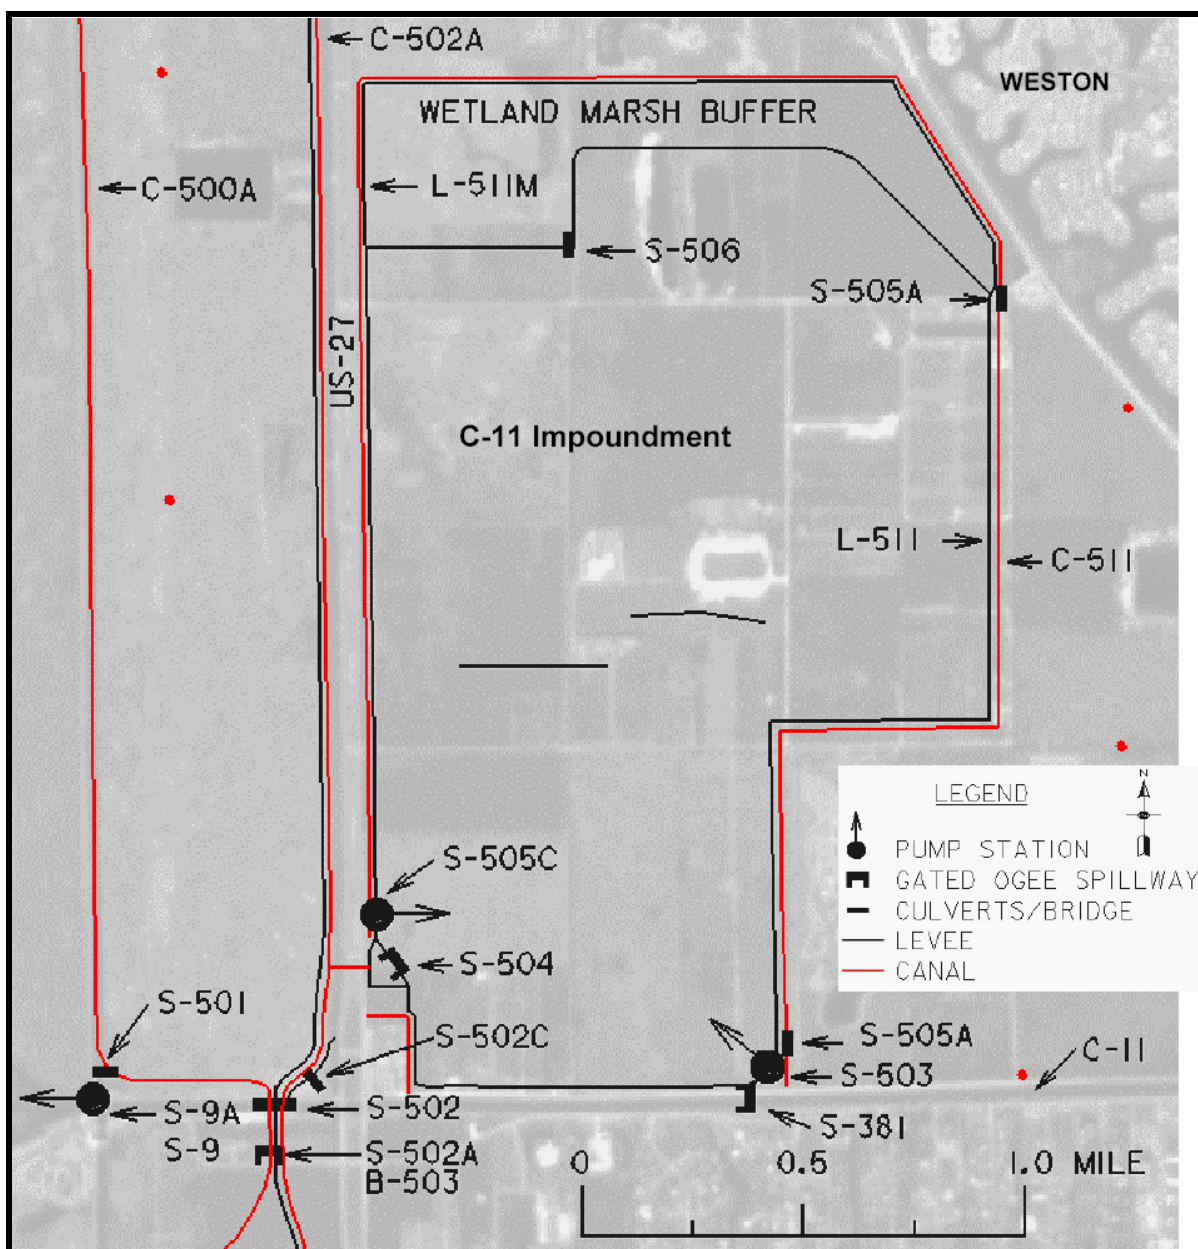 C-502A
WESTON
WETLAND MARSH BUFFER
C-500A
L-511M
S-506
S-505A
US-27
C-11 Impoundment
L-511
C-511
LEGEND
N
PUMP STATION
GATED OGEE SPILLWAY
CULVERTS/BRIDGE
LEVEE
CANAL
S-505C
S-504
S-501
S-502C
S-505A
C-11
S-503
S-9A
S-502
S-381
S-9
S-502A
B-503
0 0.5 1.0 MILE